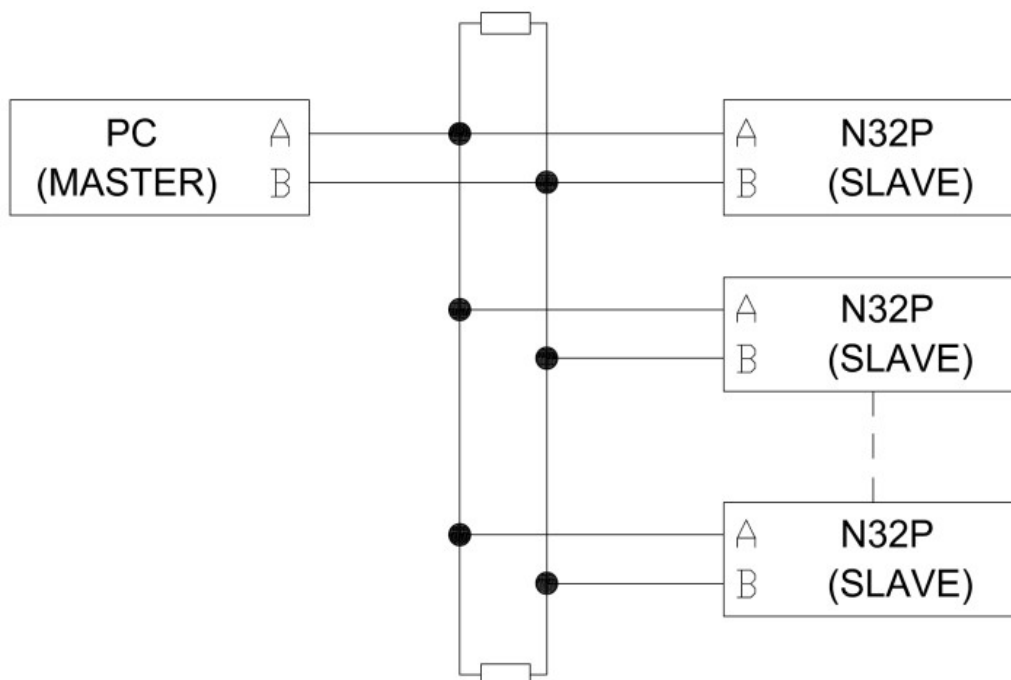 PC
(MASTER)
A
B
A
B
N32P
(SLAVE)
A
B
N32P
(SLAVE)
A
B
N32P
(SLAVE)